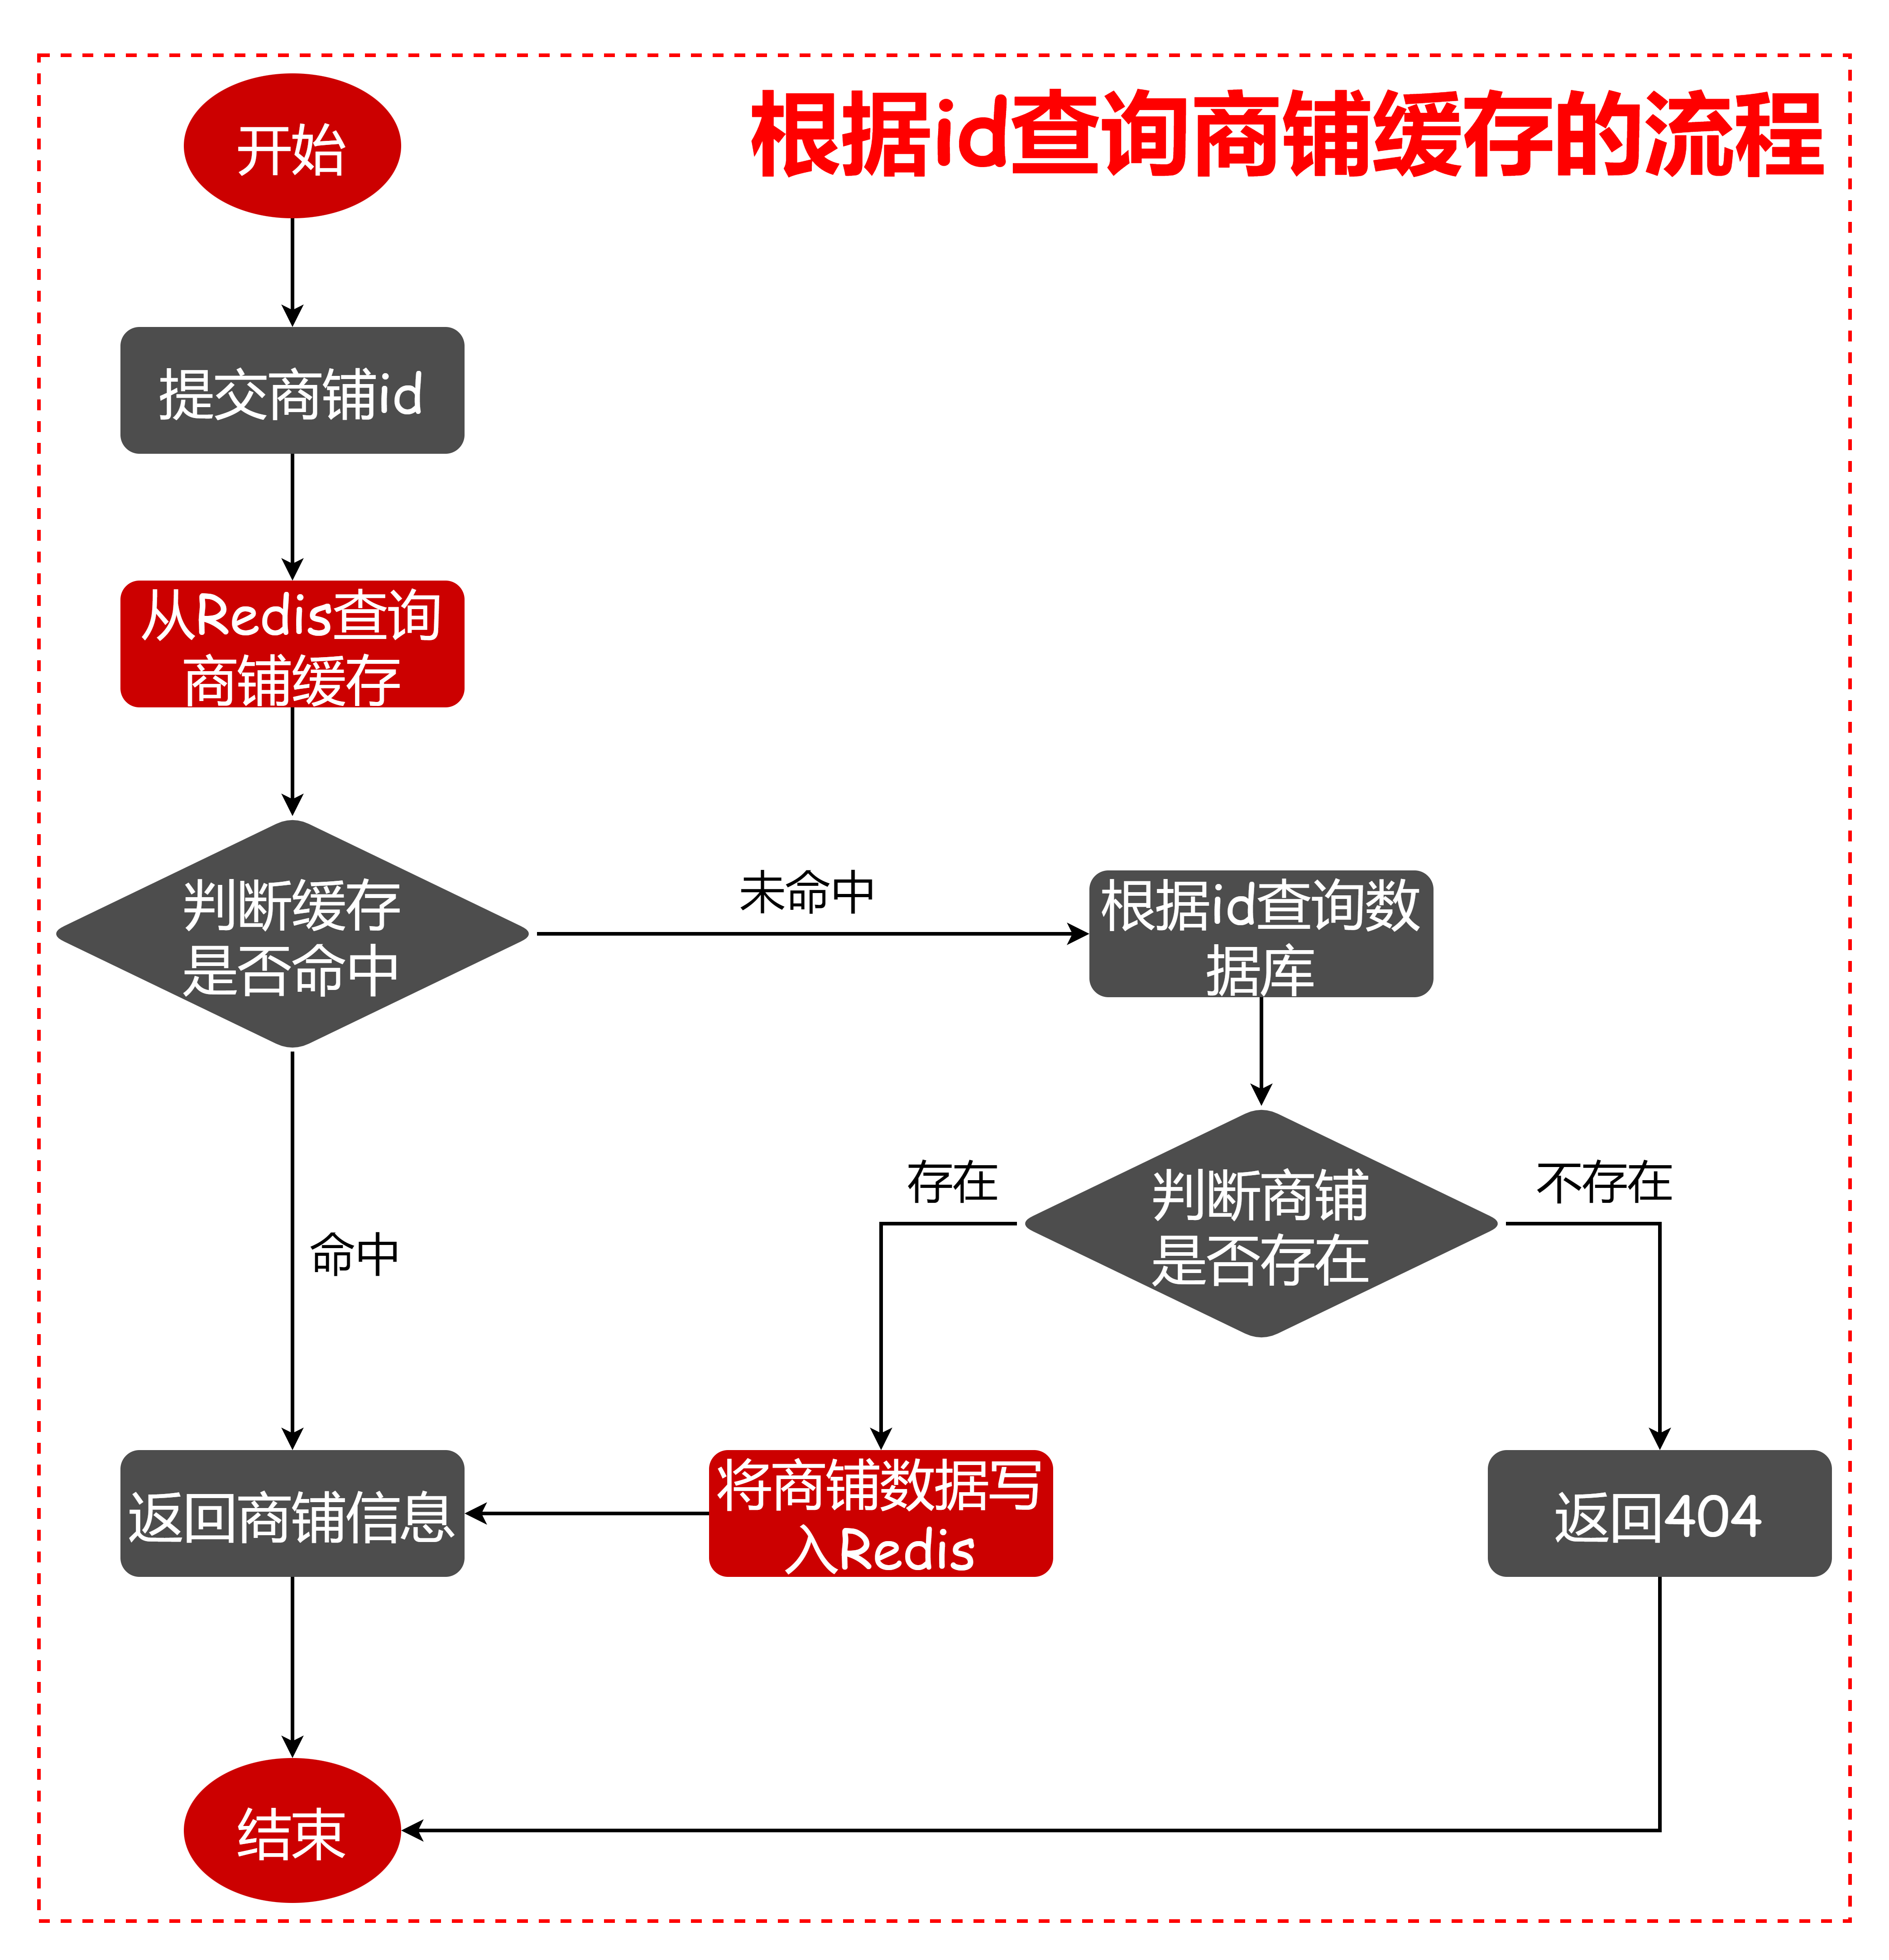 根据id查询商铺缓存的流程
开始
提交商铺id
从Redis查询
商铺缓存
判断缓存
是否命中
未命中
根据id查询数
据库
判断商铺
是否存在
存在
不存在
命中
返回商铺信息
将商铺数据写
入Redis
返回404
结束